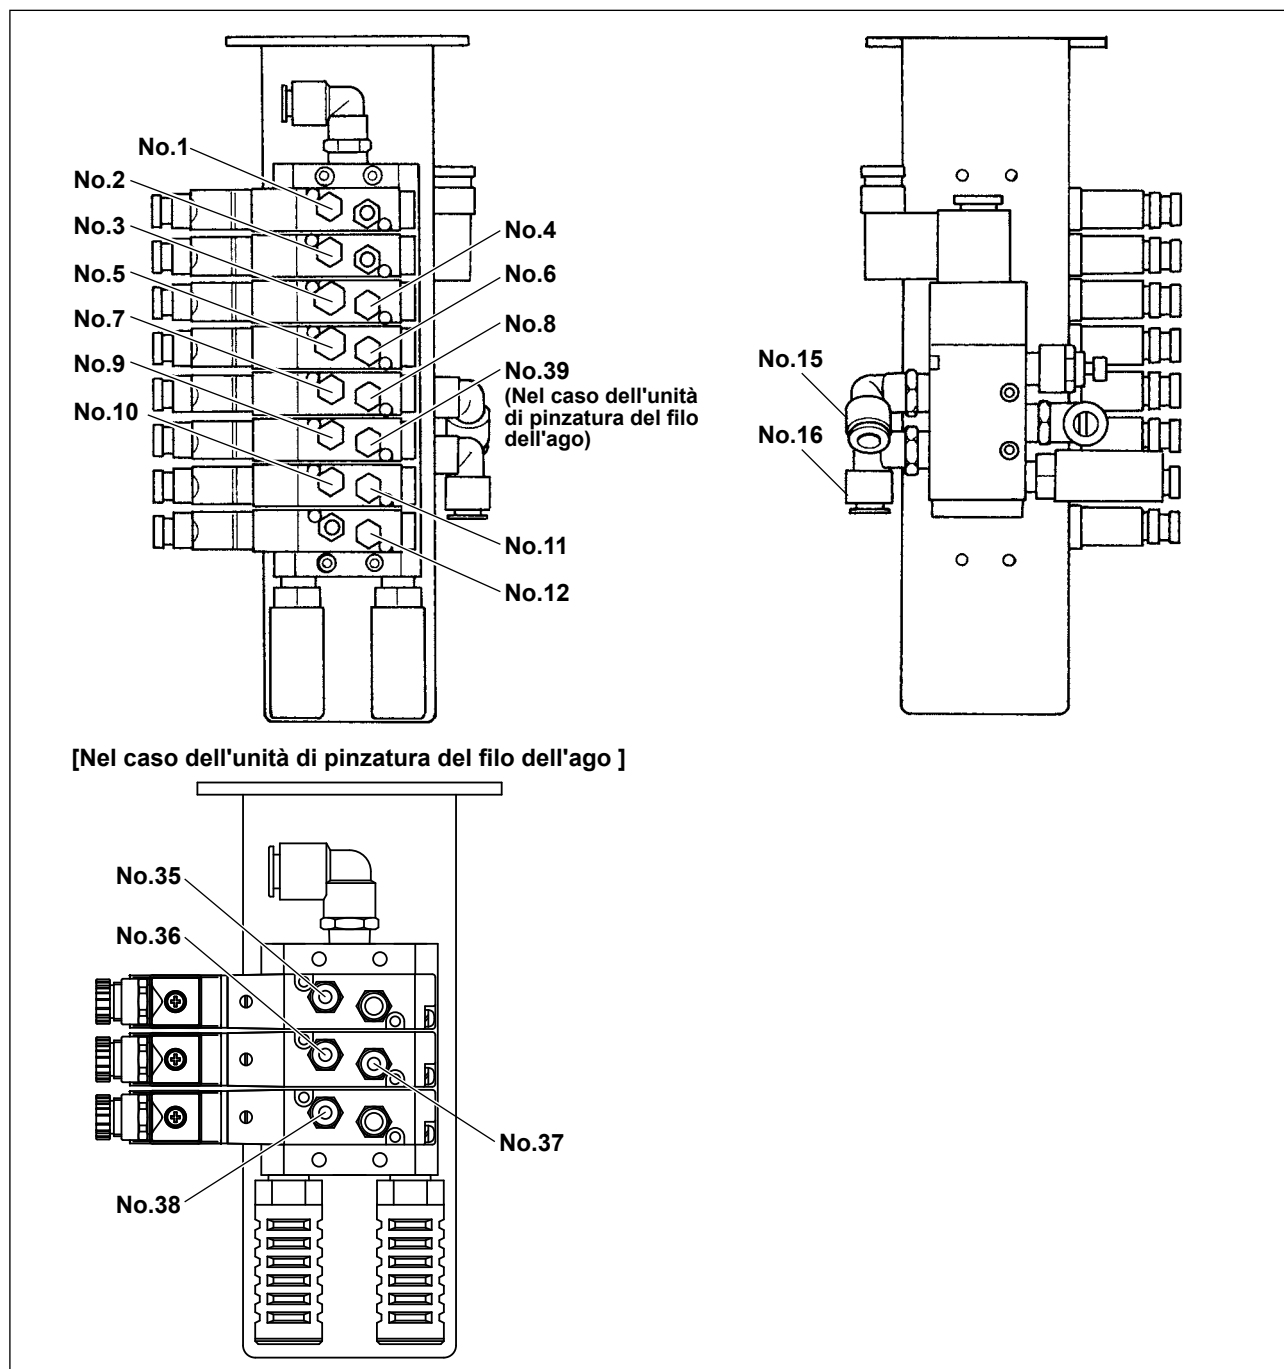 No.1
No.2
No.3
No.5
No.7
No.9
No.10
No.4
No.6
No.8
No.39
(Nel caso dell'unità
di pinzatura del filo
dell'ago)
No.11
No.12
No.15
No.16
[Nel caso dell'unità di pinzatura del filo dell'ago ]
No.35
No.36
No.37
No.38